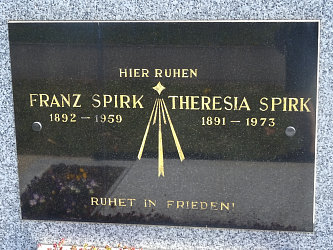 HIER RUHEN
FRANZ SPIRK THERESIA SPIRK
1892 – 1959 1891 – 1973
RUHET IN FRIEDEN!